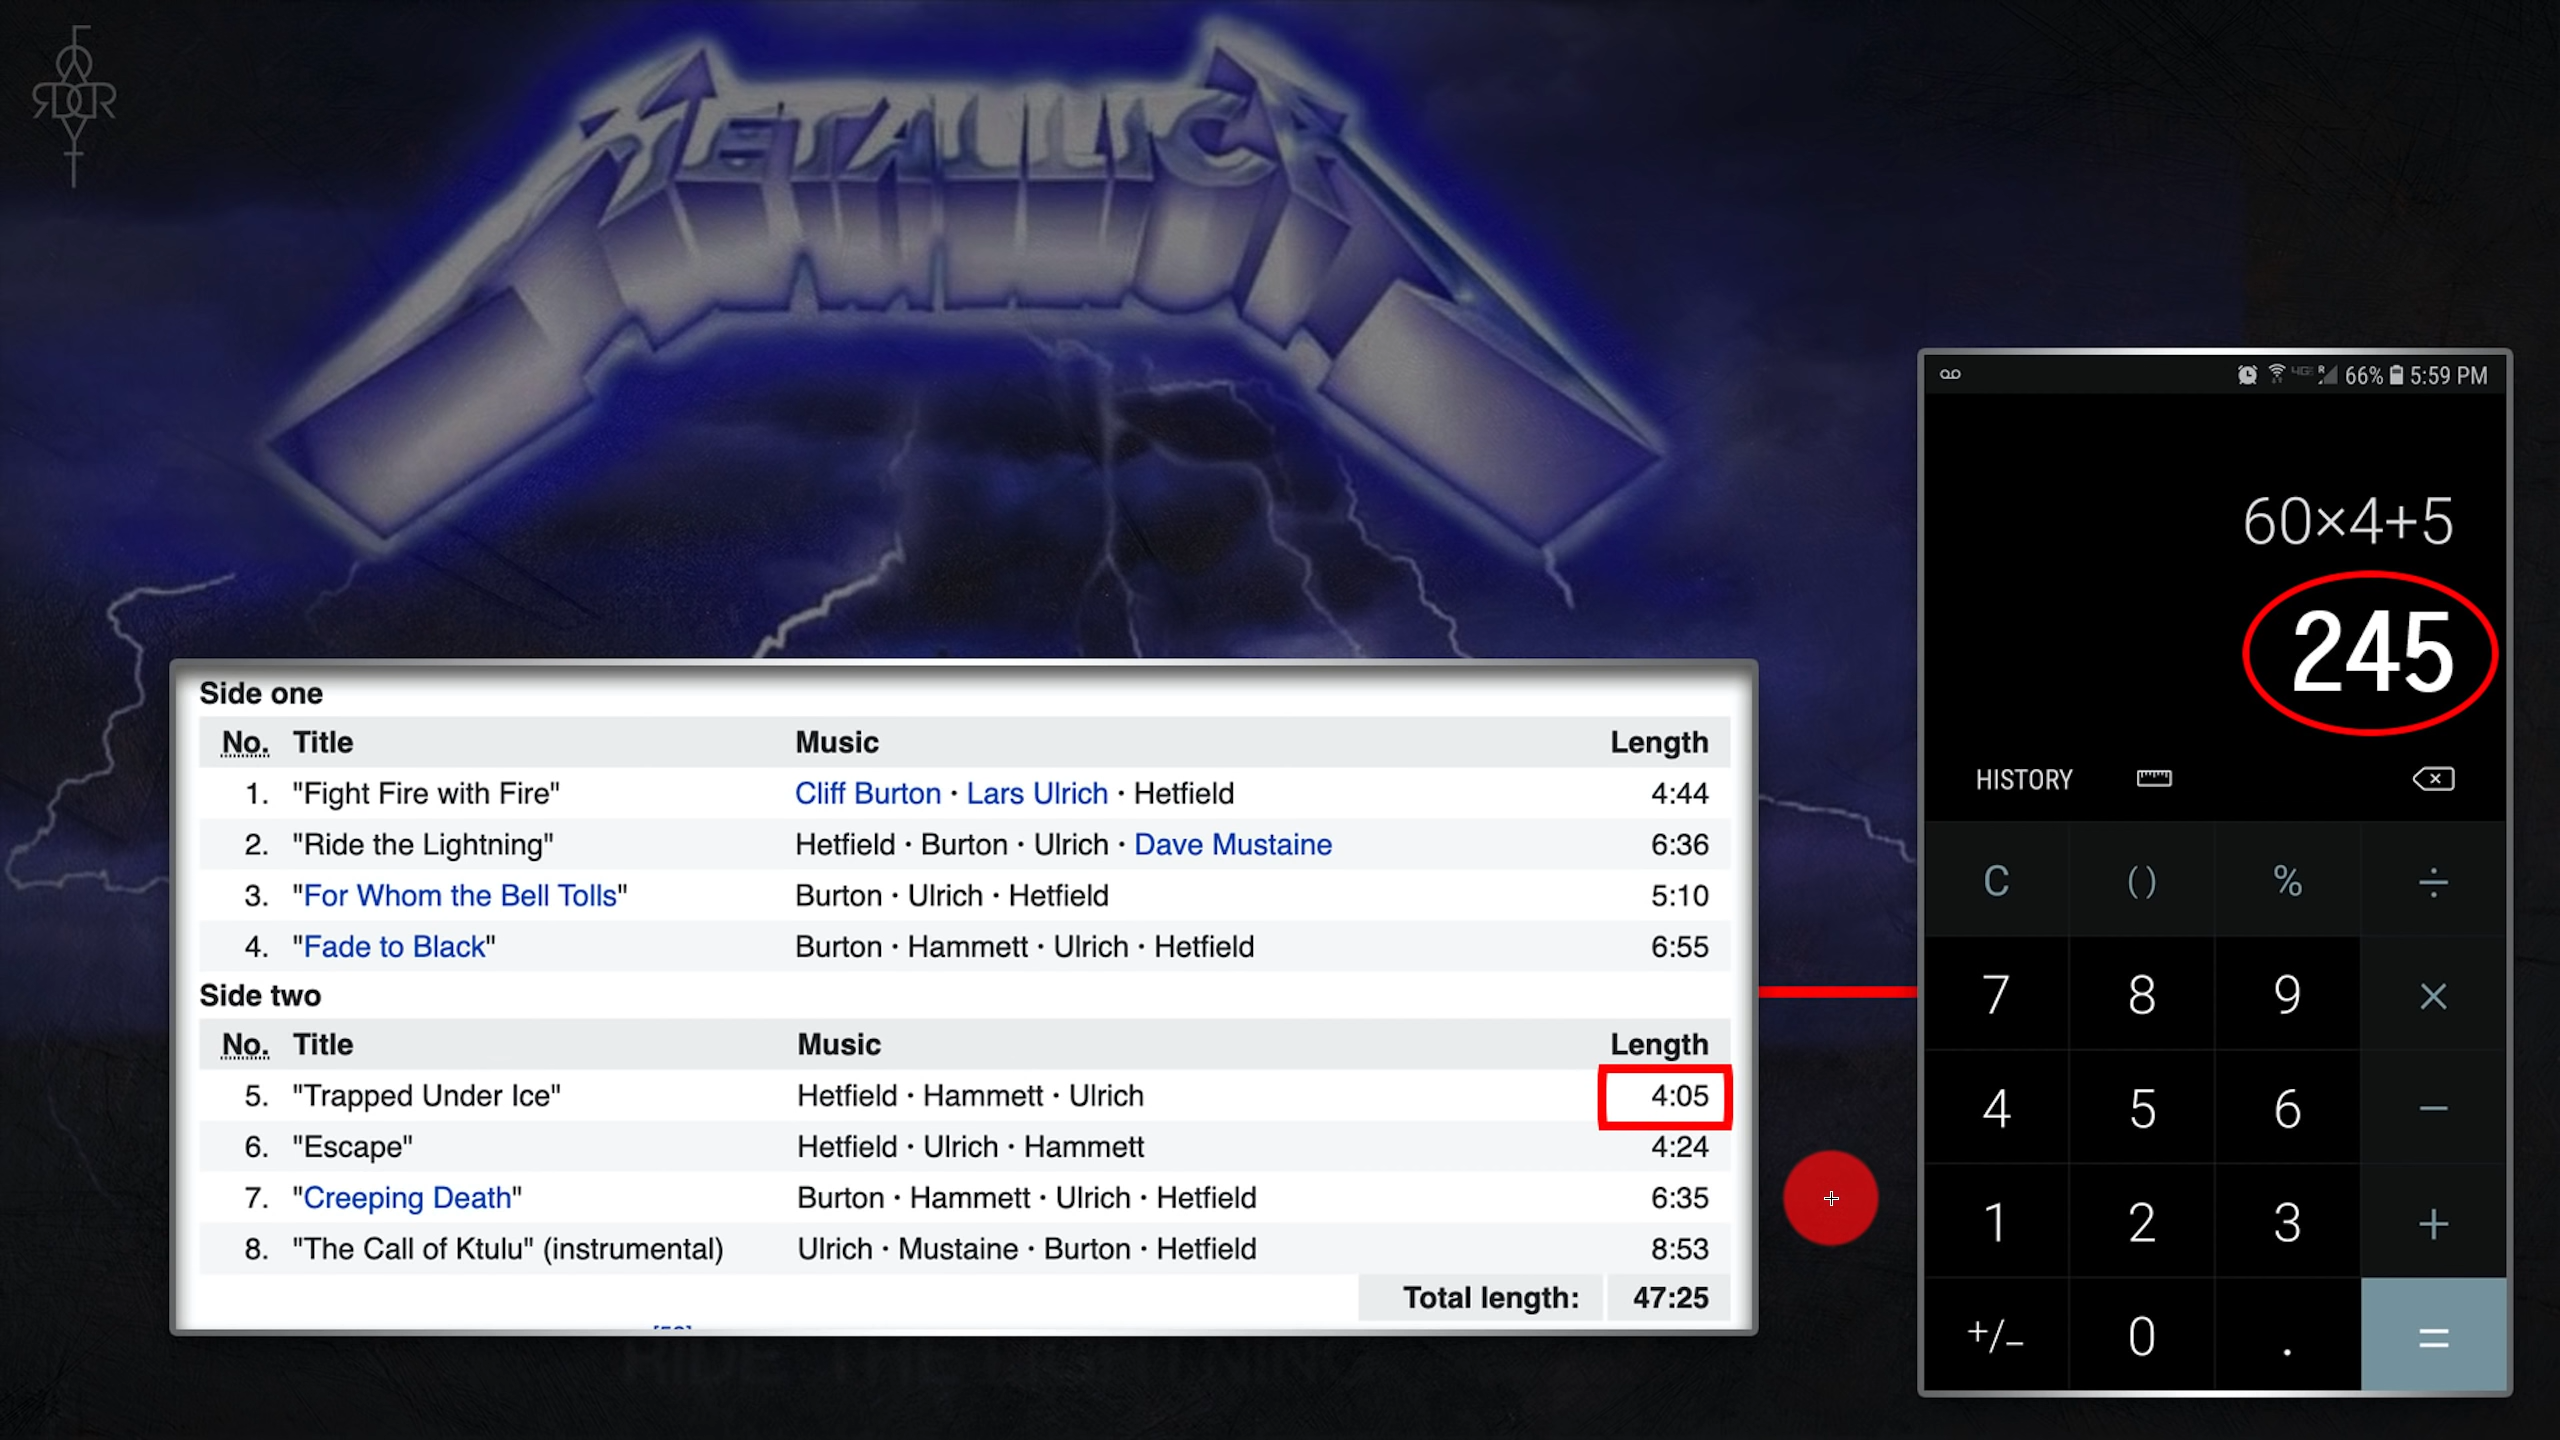 METALLICA
Side one
No. Title Music Length
1. "Fight Fire with Fire" Cliff Burton · Lars Ulrich · Hetfield 4:44
2. "Ride the Lightning" Hetfield · Burton · Ulrich · Dave Mustaine 6:36
3. "For Whom the Bell Tolls" Burton · Ulrich · Hetfield 5:10
4. "Fade to Black" Burton · Hammett · Ulrich · Hetfield 6:55
Side two
No. Title Music Length
5. "Trapped Under Ice" Hetfield · Hammett · Ulrich 4:05
6. "Escape" Hetfield · Ulrich · Hammett 4:24
7. "Creeping Death" Burton · Hammett · Ulrich · Hetfield 6:35
8. "The Call of Ktulu" (instrumental) Ulrich · Mustaine · Burton · Hetfield 8:53
Total length: 47:25
RIDE THE LIGHTNING
66% 5:59 PM
60×4+5
245
HISTORY
C () % ÷
7 8 9 ×
4 5 6 −
1 2 3 +
+/− 0 . =